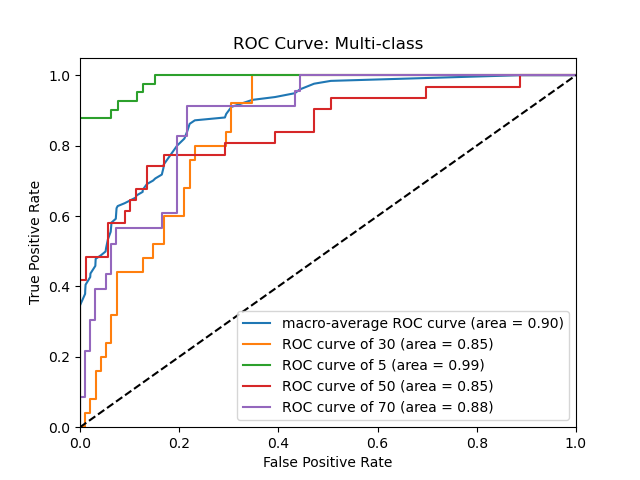 ROC Curve: Multi-class
True Positive Rate
1.0
0.8
0.6
0.4
0.2
0.0
macro-average ROC curve (area = 0.90)
ROC curve of 30 (area = 0.85)
ROC curve of 5 (area = 0.99)
ROC curve of 50 (area = 0.85)
ROC curve of 70 (area = 0.88)
0.0 0.2 0.4 0.6 0.8 1.0
False Positive Rate